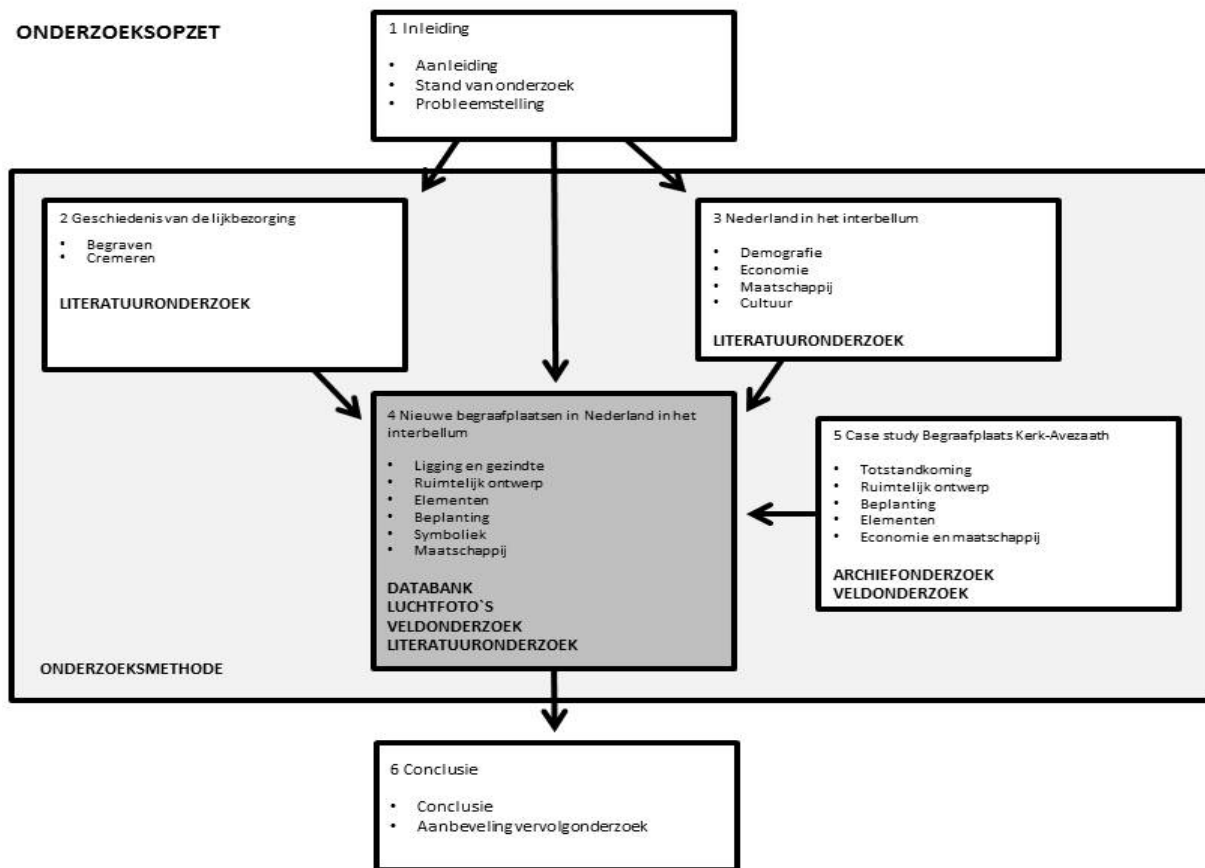 ONDERZOEKSOPZET
1 Inleiding
• Aanleiding
• Stand van onderzoek
• Probleemstelling
2 Geschiedenis van de lijkbezorging
• Begraven
• Cremeren
LITERATUURONDERZOEK
3 Nederland in het interbellum
• Demografie
• Economie
• Maatschappij
• Cultuur
LITERATUURONDERZOEK
4 Nieuwe begraafplaatsen in Nederland in het
interbellum
• Ligging en gezindte
• Ruimtelijk ontwerp
• Elementen
• Beplanting
• Symboliek
• Maatschappij
DATABANK
LUCHTFOTO`S
VELDONDERZOEK
LITERATUURONDERZOEK
5 Case study Begraafplaats Kerk-Avezaath
• Totstandkoming
• Ruimtelijk ontwerp
• Beplanting
• Elementen
• Economie en maatschappij
ARCHIEFONDERZOEK
VELDONDERZOEK
ONDERZOEKSMETHODE
6 Conclusie
• Conclusie
• Aanbeveling vervolgonderzoek